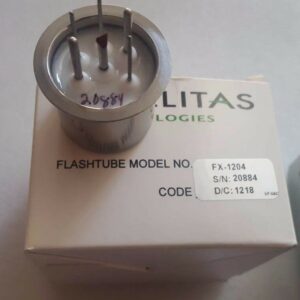 20884
LITAS
LOGIES
FLASHTUBE MODEL NO. FX-1204
S/N: 20884
CODE D/C: 1218